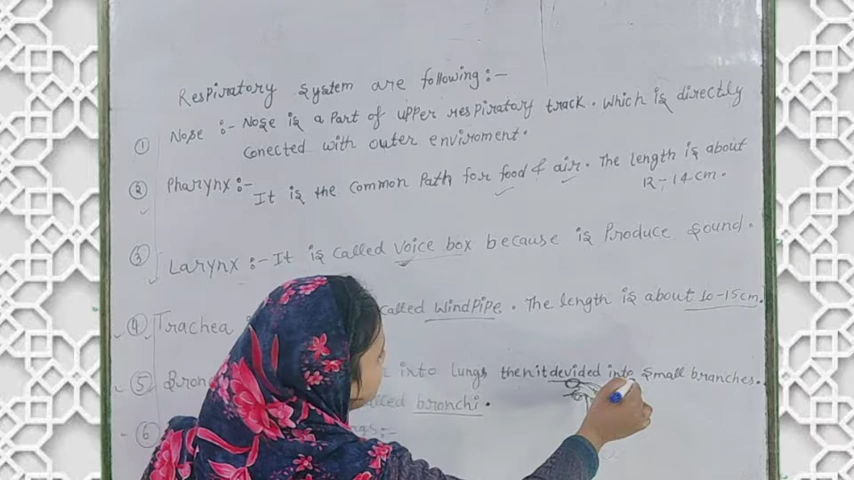 Respiratory System are following :-
① Nose :- Nose is a Part of upper respiratory track. Which is directly
conected with outer enviroment.
② Pharynx :- It is the Common Path for food & air. The length is about
12-14 cm.
③ Larynx :- It is called voice box because is Produce sound.
④ Trachea called WindPipe. The length is about 10-15cm.
⑤ into lungs then it devided into small branches.
called bronchi.
⑥